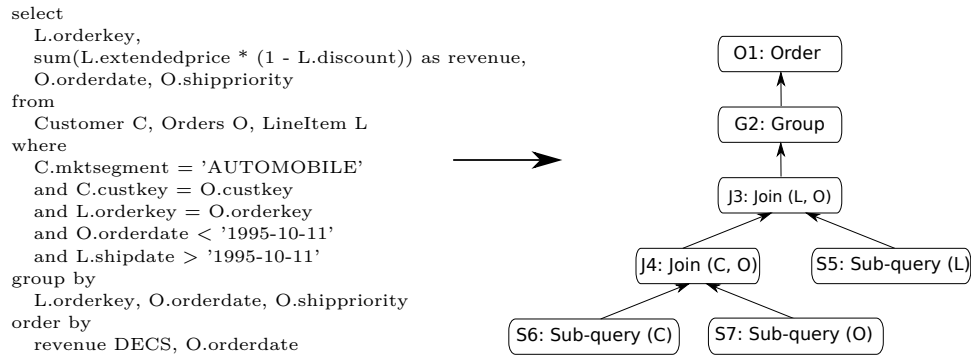 select
L.orderkey,
sum(L.extendedprice * (1 - L.discount)) as revenue,
O.orderdate, O.shippriority
from
Customer C, Orders O, LineItem L
where
C.mktsegment = 'AUTOMOBILE'
and C.custkey = O.custkey
and L.orderkey = O.orderkey
and O.orderdate < '1995-10-11'
and L.shipdate > '1995-10-11'
group by
L.orderkey, O.orderdate, O.shippriority
order by
revenue DECS, O.orderdate
O1: Order
G2: Group
J3: Join (L, O)
J4: Join (C, O)
S5: Sub-query (L)
S6: Sub-query (C)
S7: Sub-query (O)